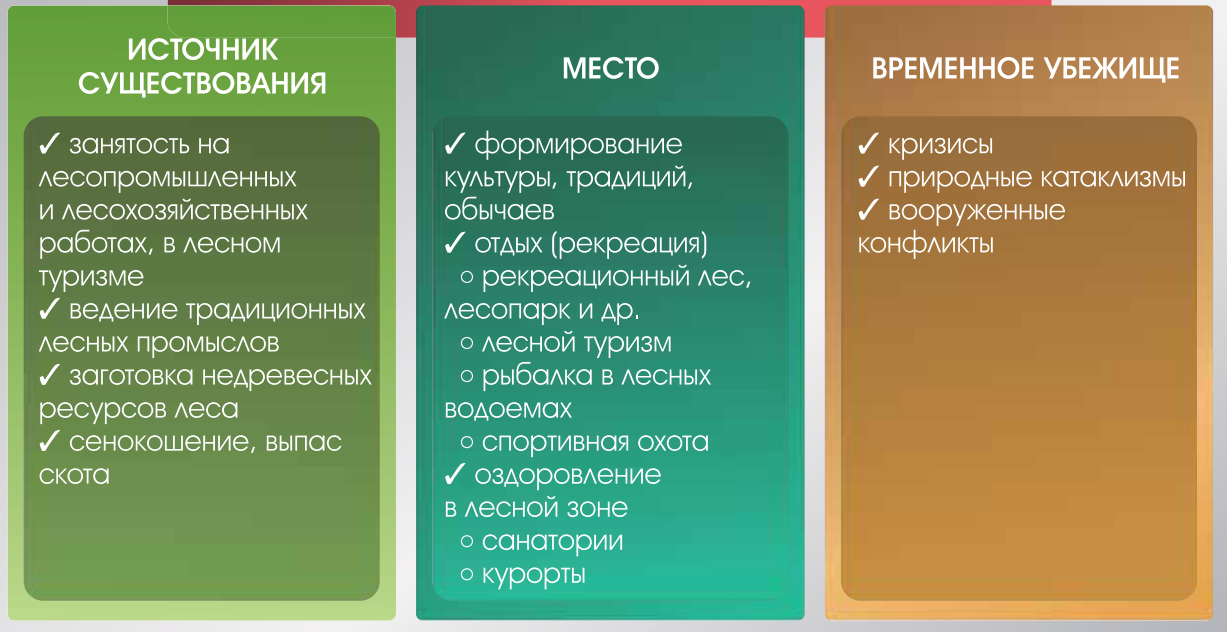 ИСТОЧНИК
СУЩЕСТВОВАНИЯ
✓ занятость на
лесопромышленных
и лесохозяйственных
работах, в лесном
туризме
✓ ведение традиционных
лесных промыслов
✓ заготовка недревесных
ресурсов леса
✓ сенокошение, выпас
скота
МЕСТО
✓ формирование
культуры, традиций,
обычаев
✓ отдых (рекреация)
○ рекреационный лес,
лесопарк и др.
○ лесной туризм
○ рыбалка в лесных
водоемах
○ спортивная охота
✓ оздоровление
в лесной зоне
○ санатории
○ курорты
ВРЕМЕННОЕ УБЕЖИЩЕ
✓ кризисы
✓ природные катаклизмы
✓ вооруженные
конфликты